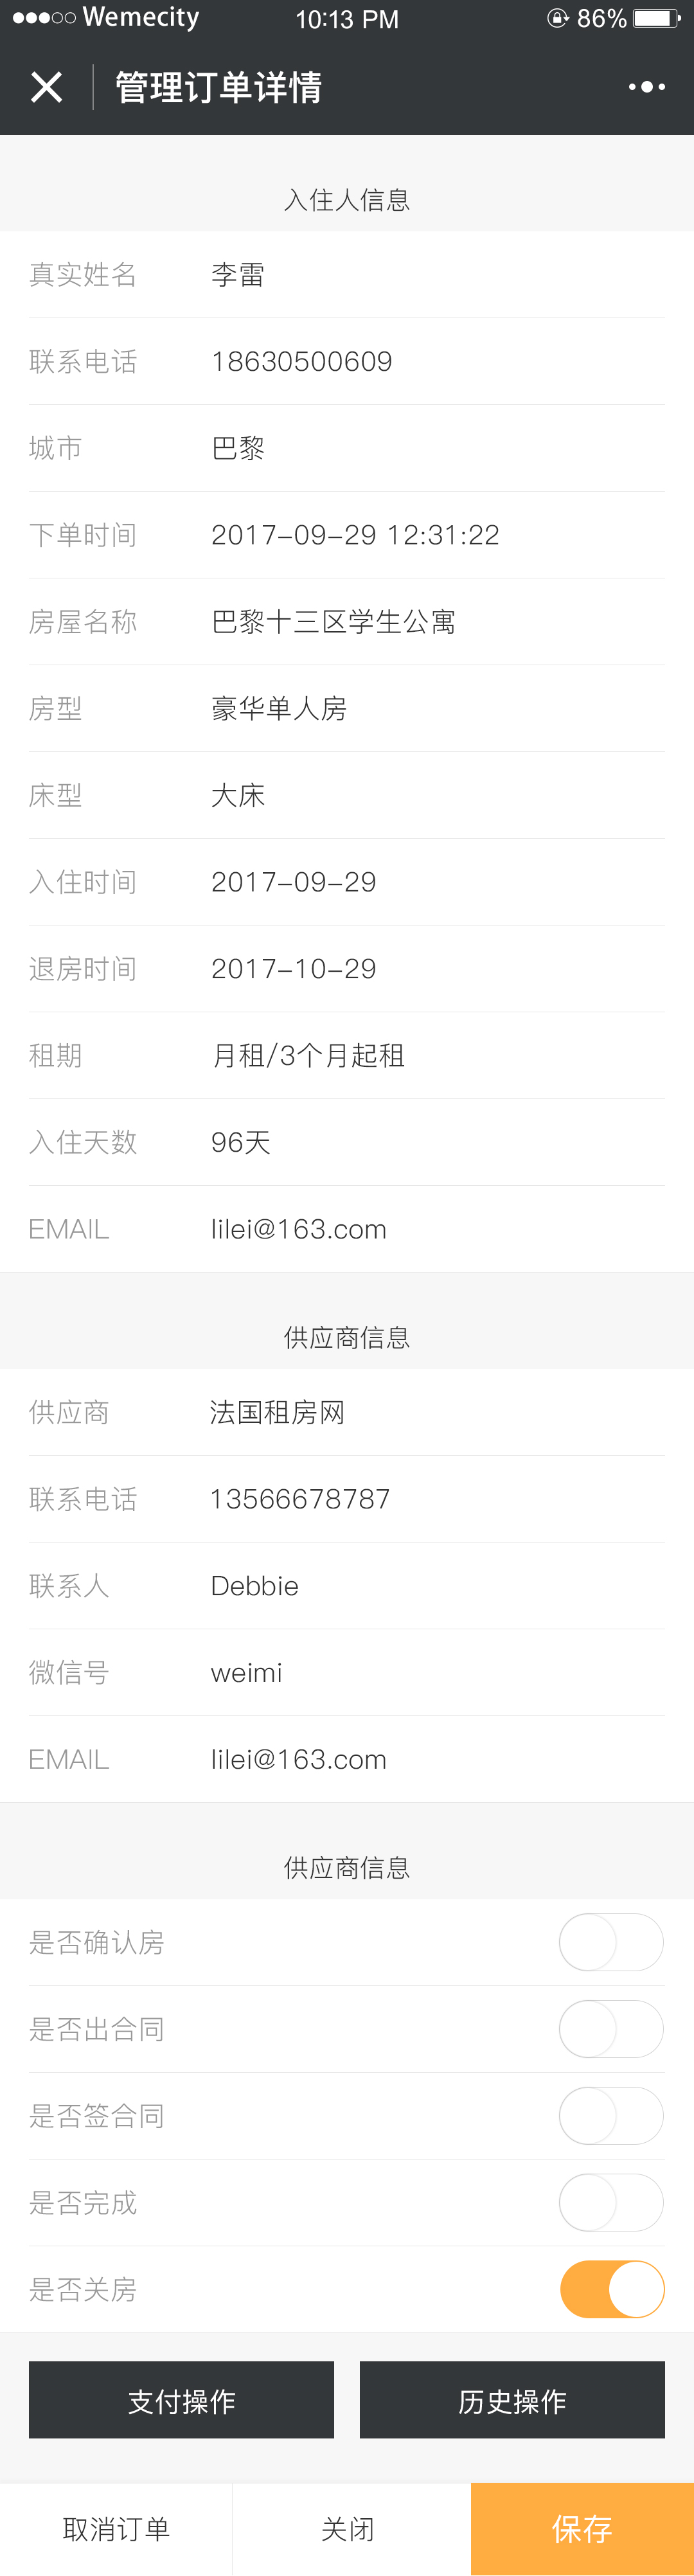 Wemecity 10:13 PM 86%
管理订单详情
入住人信息
真实姓名 李雷
联系电话 18630500609
城市 巴黎
下单时间 2017-09-29 12:31:22
房屋名称 巴黎十三区学生公寓
房型 豪华单人房
床型 大床
入住时间 2017-09-29
退房时间 2017-10-29
租期 月租/3个月起租
入住天数 96天
EMAIL lilei@163.com
供应商信息
供应商 法国租房网
联系电话 13566678787
联系人 Debbie
微信号 weimi
EMAIL lilei@163.com
供应商信息
是否确认房
是否出合同
是否签合同
是否完成
是否关房
支付操作 历史操作
取消订单 关闭 保存